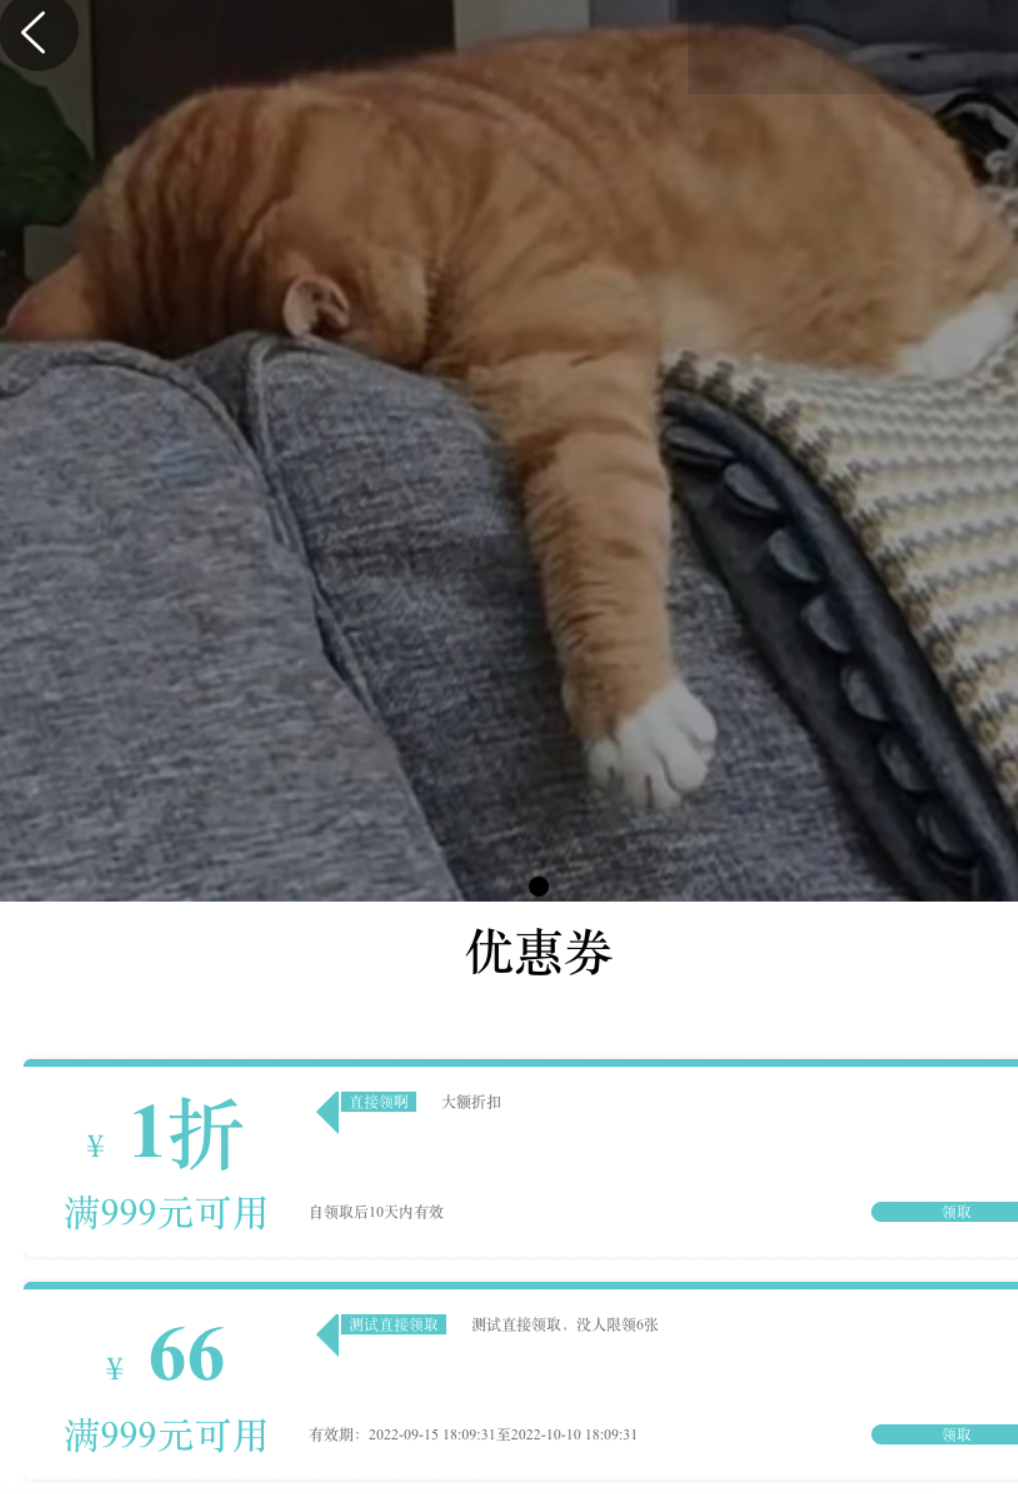 优惠券
¥ 1折
直接领啊 大额折扣
满999元可用
自领取后10天内有效
领取
¥ 66
测试直接领取 测试直接领取，没人限领6张
满999元可用
有效期：2022-09-15 18:09:31至2022-10-10 18:09:31
领取